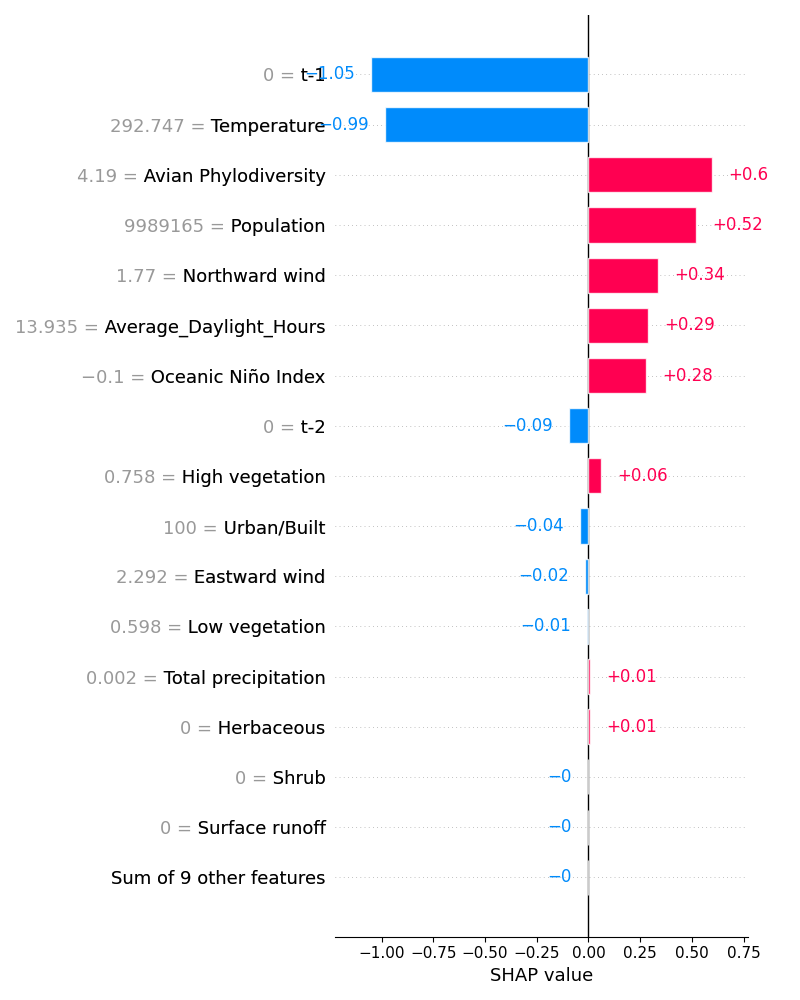 0 = t-1 −1.05
292.747 = Temperature −0.99
4.19 = Avian Phylodiversity +0.6
9989165 = Population +0.52
1.77 = Northward wind +0.34
13.935 = Average_Daylight_Hours +0.29
−0.1 = Oceanic Niño Index +0.28
0 = t-2 −0.09
0.758 = High vegetation +0.06
100 = Urban/Built −0.04
2.292 = Eastward wind −0.02
0.598 = Low vegetation −0.01
0.002 = Total precipitation +0.01
0 = Herbaceous +0.01
0 = Shrub −0
0 = Surface runoff −0
Sum of 9 other features −0
−1.00 −0.75 −0.50 −0.25 0.00 0.25 0.50 0.75
SHAP value